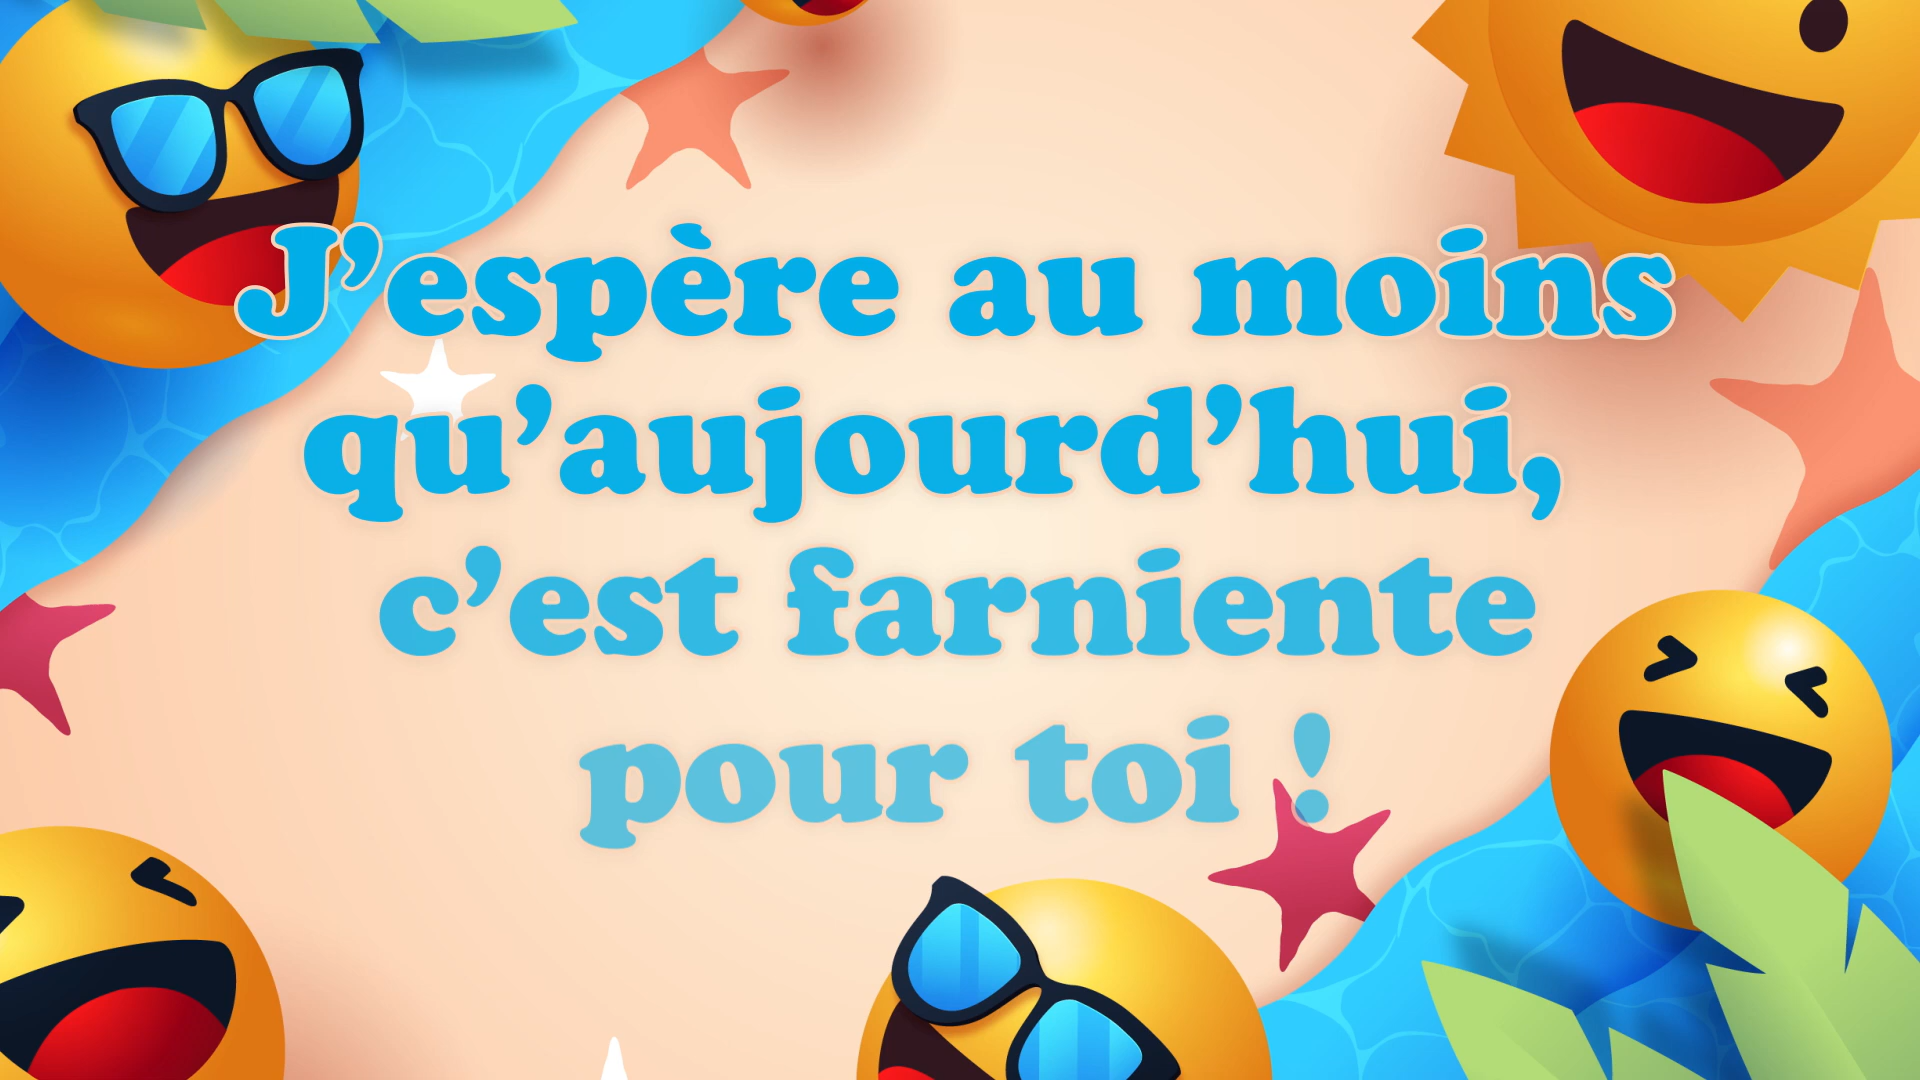 J’espère au moins
qu’aujourd’hui,
c’est farniente
pour toi !